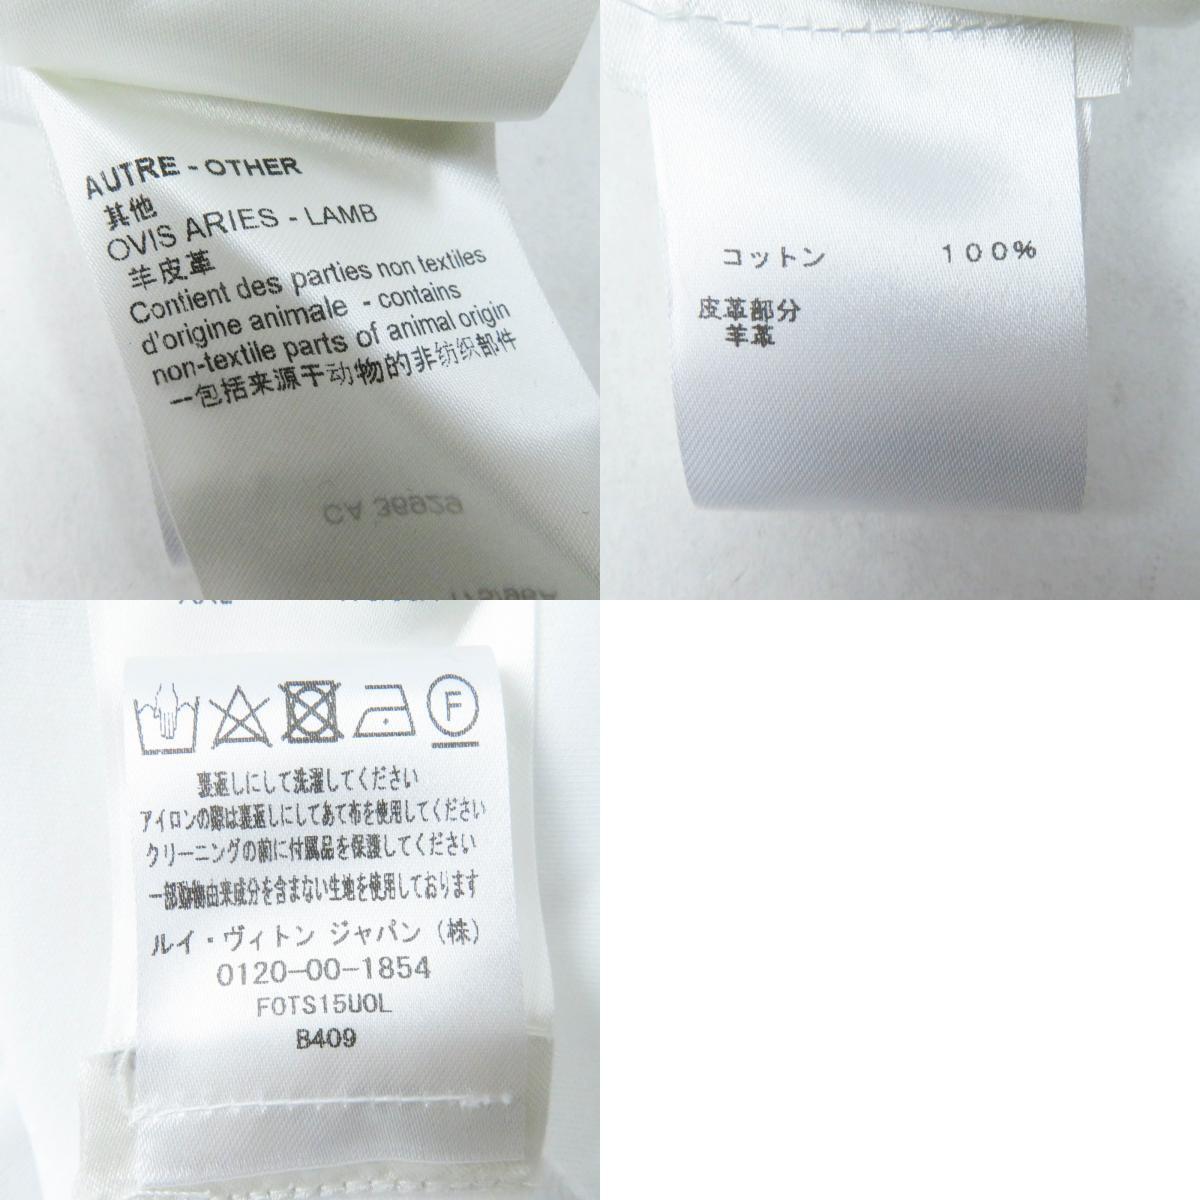 AUTRE - OTHER
其他
OVIS ARIES - LAMB
羊皮革
Contient des parties non textiles
d'origine animale - contains
non-textile parts of animal origin
一包括来源于动物的非纺织部件
CA 36929
コットン 100%
皮革部分
羊革
F
裏返しにして洗濯してください
アイロンの際は裏返しにしてあて布を使用してください
クリーニングの前に付属品を保護してください
一部動物由来成分を含まない生地を使用しております
ルイ・ヴィトン ジャパン (株)
0120-00-1854
F0TS15U0L
B409